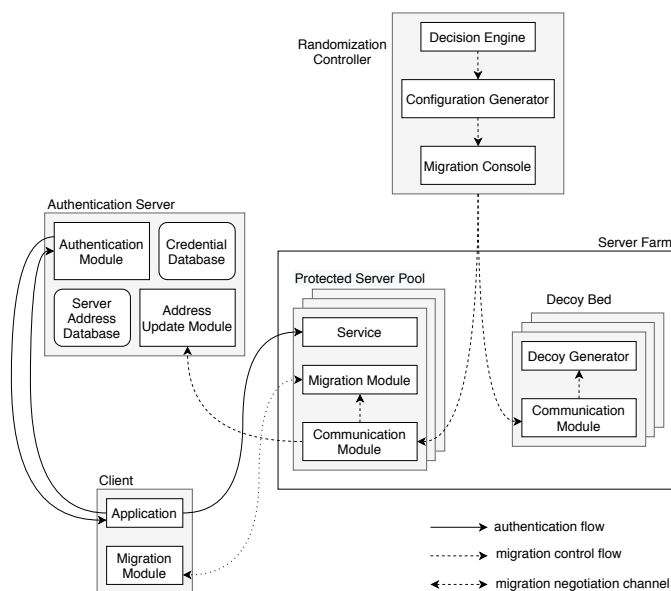 Randomization
Controller
Decision Engine
Configuration Generator
Migration Console
Authentication Server
Authentication
Module
Credential
Database
Server
Address
Database
Address
Update Module
Server Farm
Protected Server Pool
Service
Migration Module
Communication
Module
Decoy Bed
Decoy Generator
Communication
Module
Client
Application
Migration
Module
authentication flow
migration control flow
migration negotiation channel